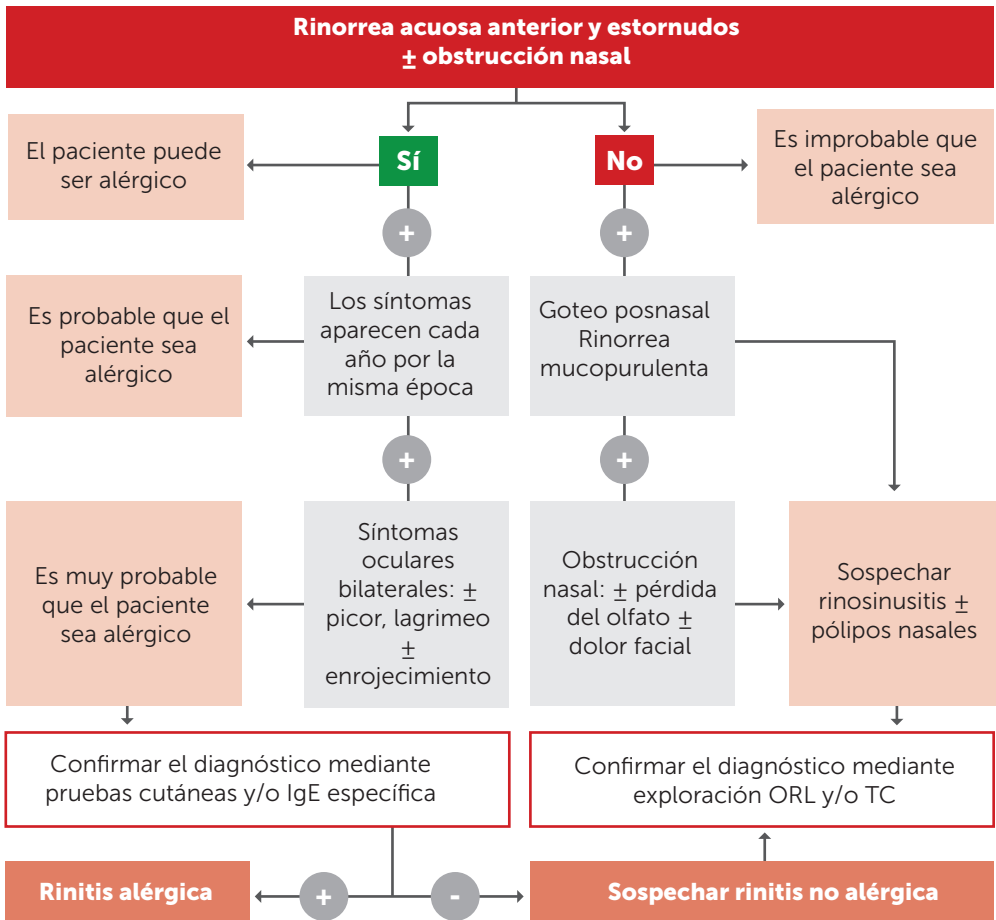 Rinorrea acuosa anterior y estornudos
± obstrucción nasal
El paciente puede
ser alérgico
Sí
No
Es improbable que
el paciente sea
alérgico
+
+
Es probable que el
paciente sea
alérgico
Los síntomas
aparecen cada
año por la
misma época
Goteo posnasal
Rinorrea
mucopurulenta
+
+
Es muy probable
que el paciente
sea alérgico
Síntomas
oculares
bilaterales: ±
picor, lagrimeo
±
enrojecimiento
Obstrucción
nasal: ± pérdida
del olfato ±
dolor facial
Sospechar
rinosinusitis ±
pólipos nasales
Confirmar el diagnóstico mediante
pruebas cutáneas y/o IgE específica
Confirmar el diagnóstico mediante
exploración ORL y/o TC
Rinitis alérgica
+
-
Sospechar rinitis no alérgica